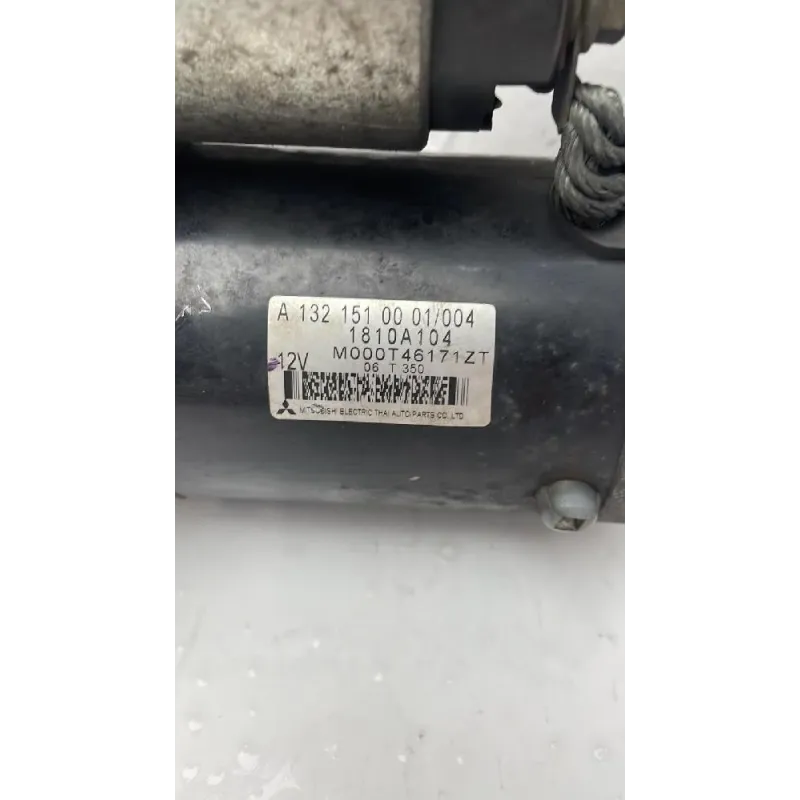 A 132 151 00 01/004
1810A104
12V M000T46171ZT
06 T 350
MITSUBISHI ELECTRIC THAI AUTO PARTS CO., LTD